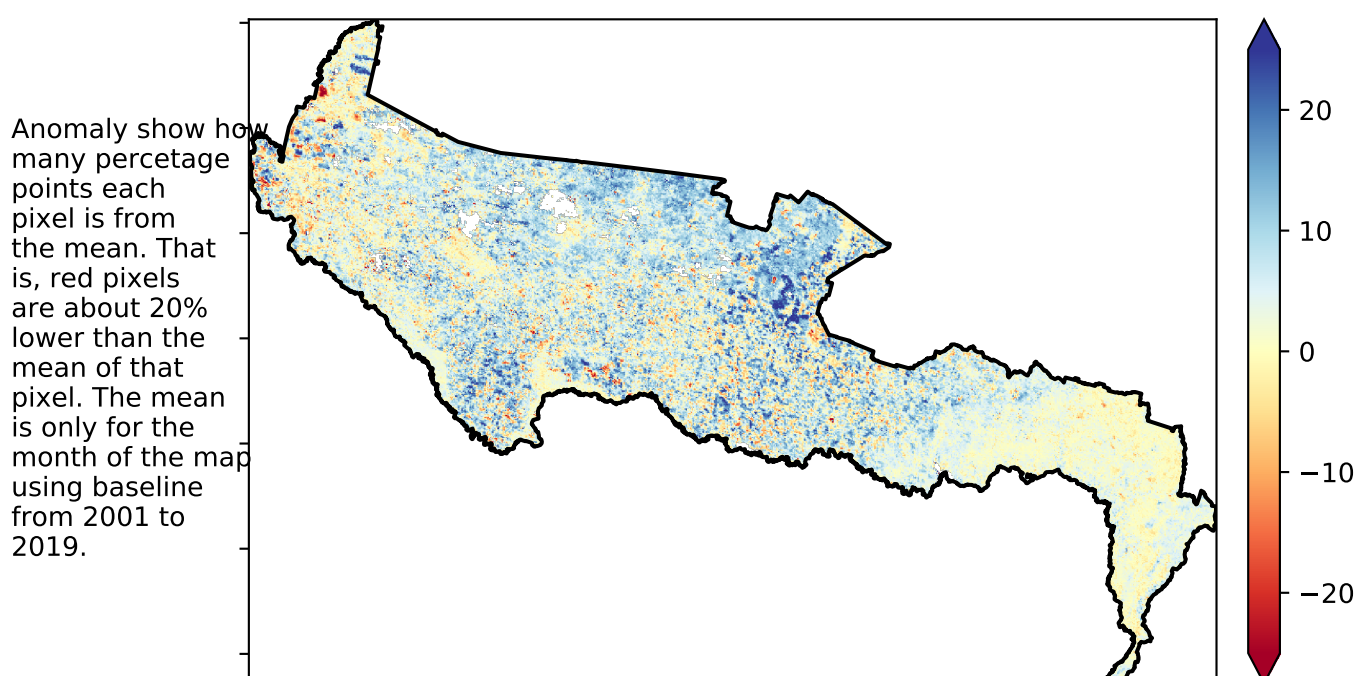 Anomaly show how
many percetage
points each
pixel is from
the mean. That
is, red pixels
are about 20%
lower than the
mean of that
pixel. The mean
is only for the
month of the map
using baseline
from 2001 to
2019.
20
10
0
−10
−20